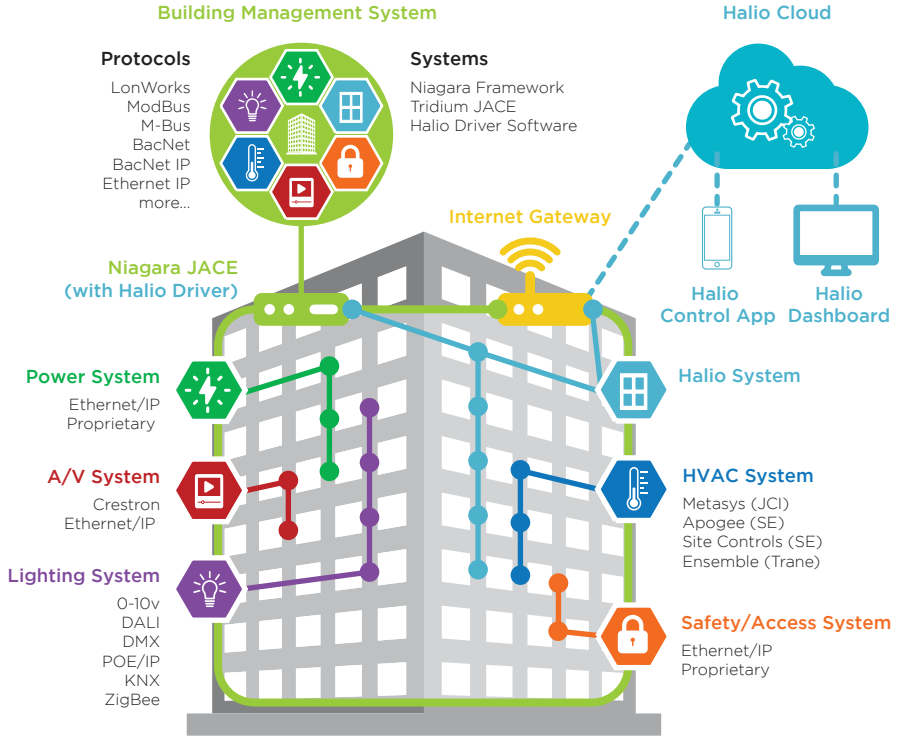 Building Management System
Halio Cloud
Protocols
LonWorks
ModBus
M-Bus
BacNet
BacNet IP
Ethernet IP
more...
Systems
Niagara Framework
Tridium JACE
Halio Driver Software
Internet Gateway
Niagara JACE
(with Halio Driver)
Halio
Control App
Halio
Dashboard
Power System
Ethernet/IP
Proprietary
A/V System
Crestron
Ethernet/IP
Lighting System
0-10v
DALI
DMX
POE/IP
KNX
ZigBee
Halio System
HVAC System
Metasys (JCI)
Apogee (SE)
Site Controls (SE)
Ensemble (Trane)
Safety/Access System
Ethernet/IP
Proprietary